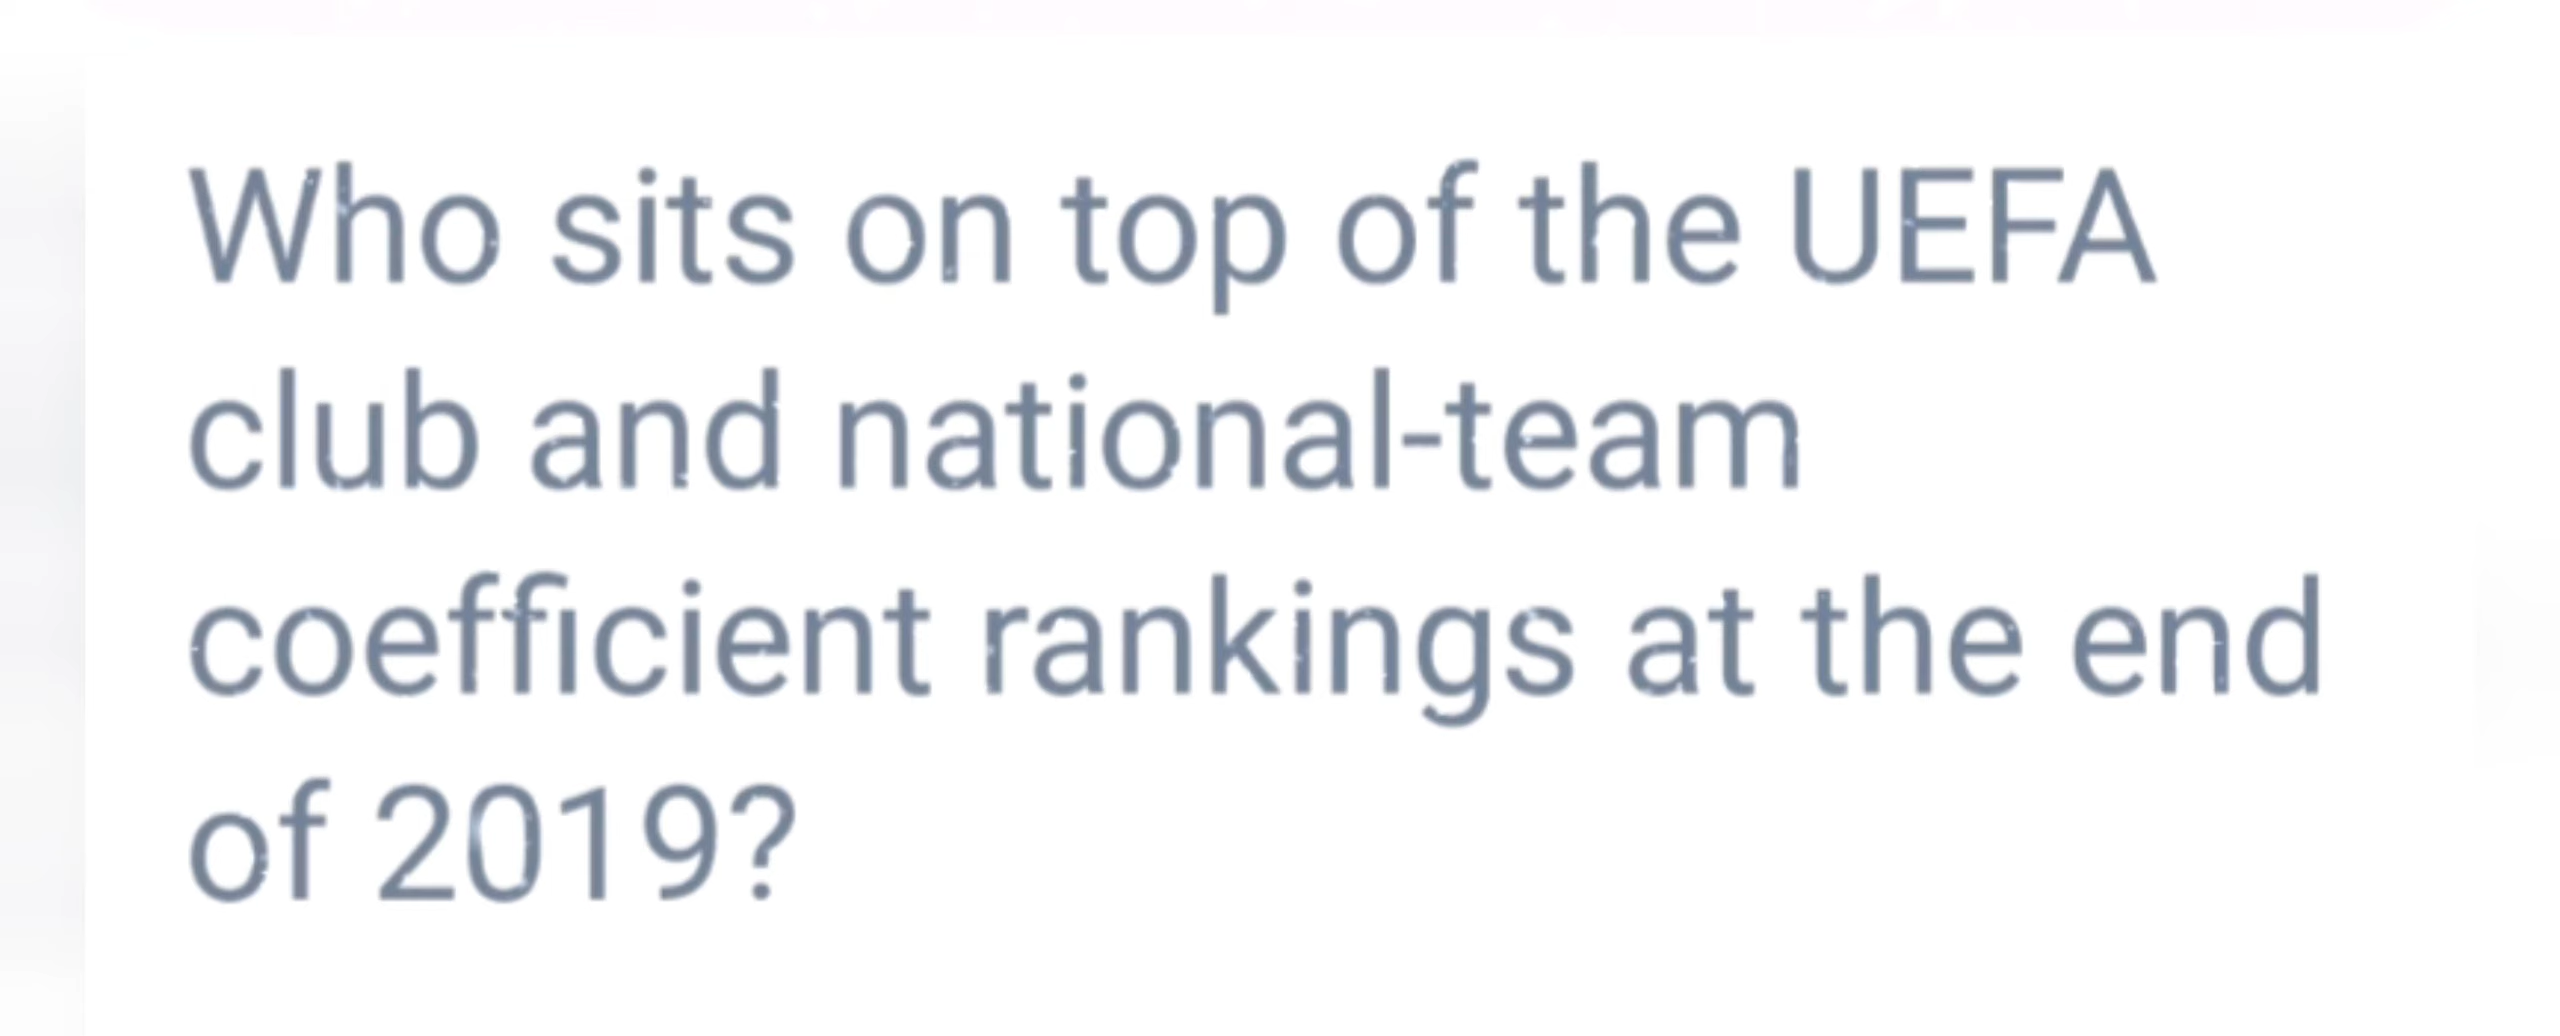 Who sits on top of the UEFA
club and national-team
coefficient rankings at the end
of 2019?